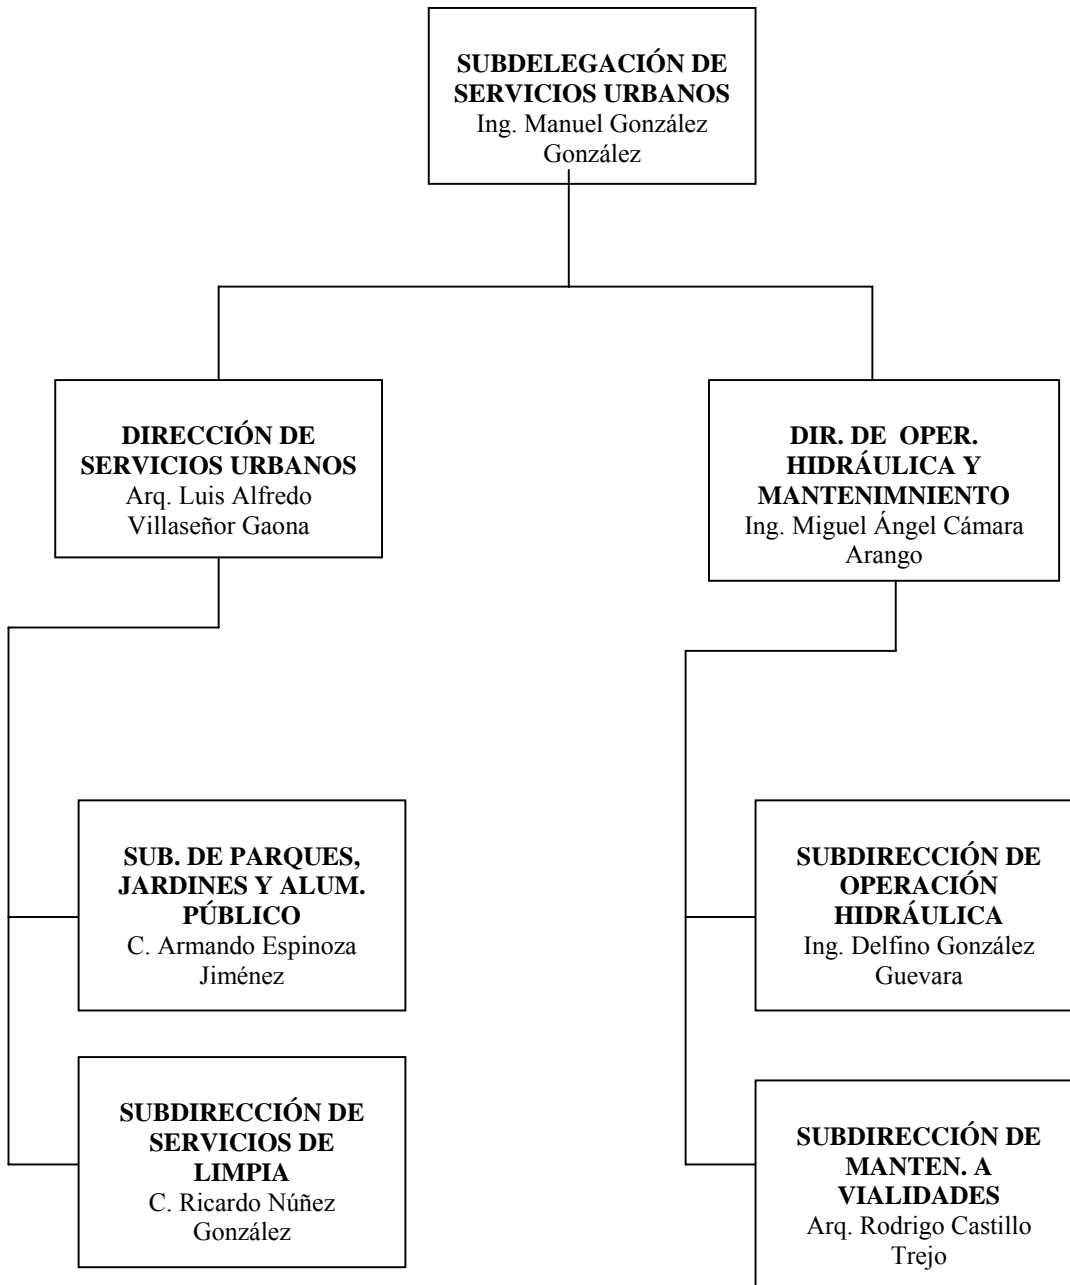 SUBDELEGACIÓN DE
SERVICIOS URBANOS
Ing. Manuel González
González
DIRECCIÓN DE
SERVICIOS URBANOS
Arq. Luis Alfredo
Villaseñor Gaona
DIR. DE  OPER.
HIDRÁULICA Y
MANTENIMNIENTO
Ing. Miguel Ángel Cámara
Arango
SUB. DE PARQUES,
JARDINES Y ALUM.
PÚBLICO
C. Armando Espinoza
Jiménez
SUBDIRECCIÓN DE
OPERACIÓN
HIDRÁULICA
Ing. Delfino González
Guevara
SUBDIRECCIÓN DE
SERVICIOS DE
LIMPIA
C. Ricardo Núñez
González
SUBDIRECCIÓN DE
MANTEN. A
VIALIDADES
Arq. Rodrigo Castillo
Trejo